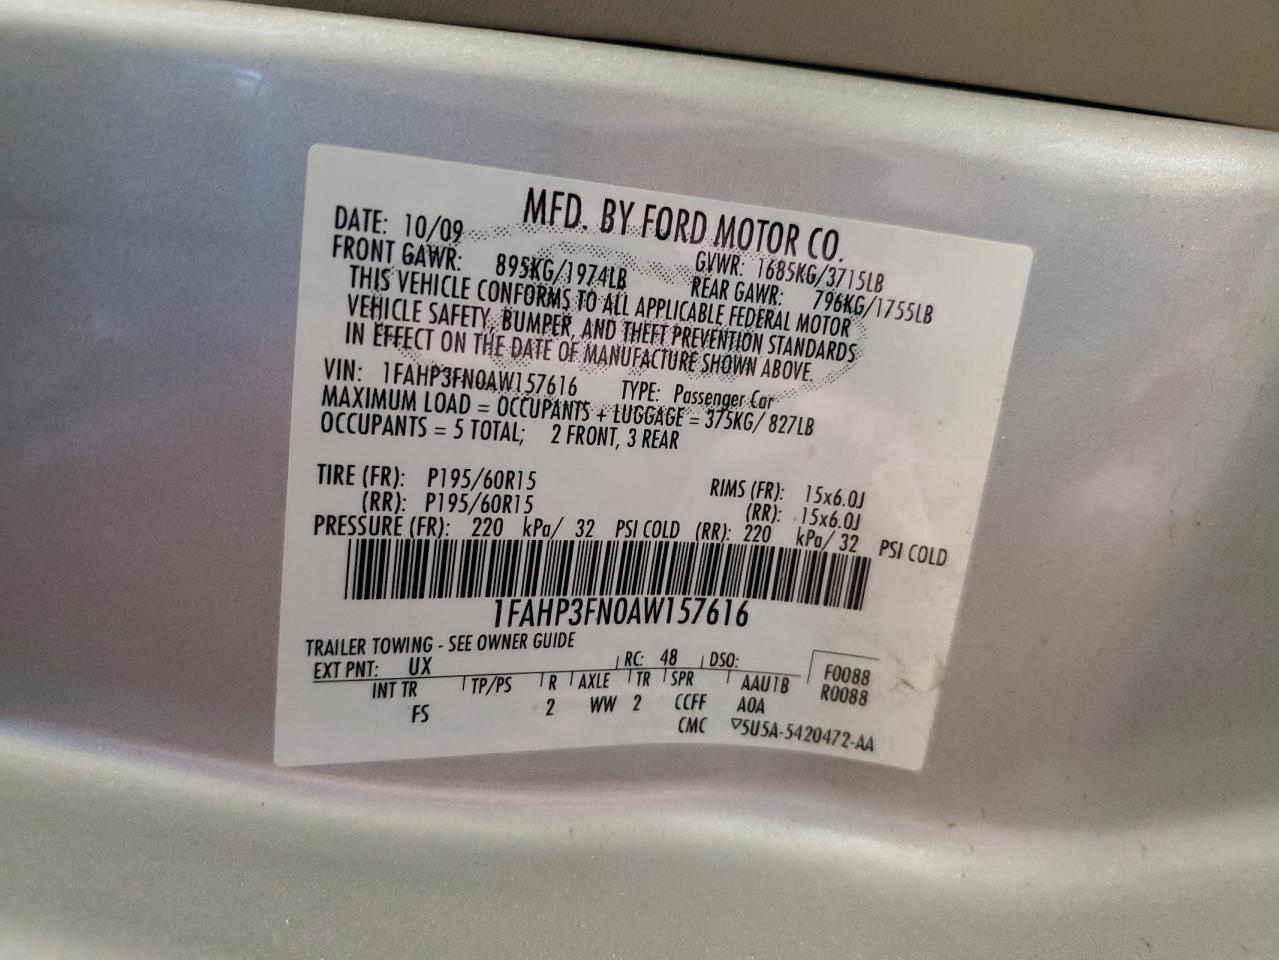 MFD. BY FORD MOTOR CO.
DATE: 10/09 GVWR: 1685KG/3715LB
FRONT GAWR: 895KG/1974LB REAR GAWR: 796KG/1755LB
THIS VEHICLE CONFORMS TO ALL APPLICABLE FEDERAL MOTOR
VEHICLE SAFETY, BUMPER, AND THEFT PREVENTION STANDARDS
IN EFFECT ON THE DATE OF MANUFACTURE SHOWN ABOVE.
VIN: 1FAHP3FN0AW157616 TYPE: Passenger Car
MAXIMUM LOAD = OCCUPANTS + LUGGAGE = 375KG/ 827LB
OCCUPANTS = 5 TOTAL; 2 FRONT, 3 REAR
TIRE (FR): P195/60R15 RIMS (FR): 15x6.0J
(RR): P195/60R15 (RR): 15x6.0J
PRESSURE (FR): 220 kPa/ 32 PSI COLD (RR): 220 kPa/ 32 PSI COLD
1FAHP3FN0AW157616
TRAILER TOWING - SEE OWNER GUIDE
EXT PNT: UX RC: 48 DSO: F0088
INT TR TP/PS R AXLE TR SPR AAU1B R0088
FS 2 WW 2 CCFF A0A
CMC ▽5U5A-5420472-AA